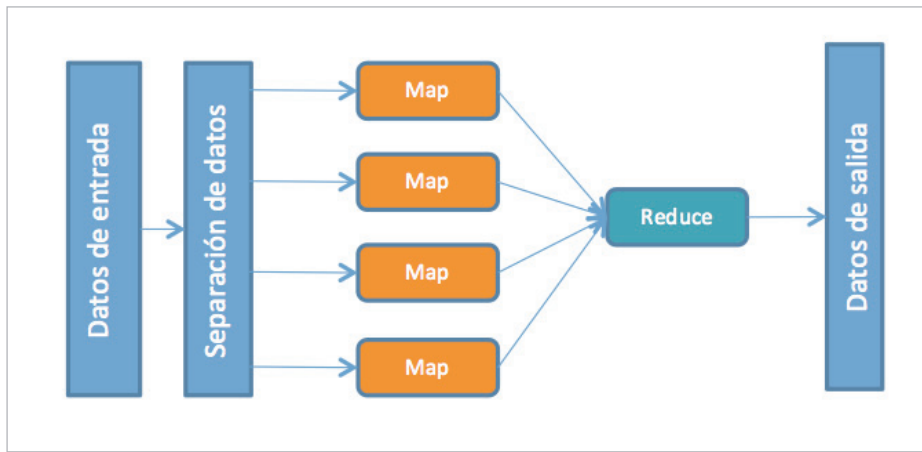 Datos de entrada
Separación de datos
Map
Map
Map
Map
Reduce
Datos de salida